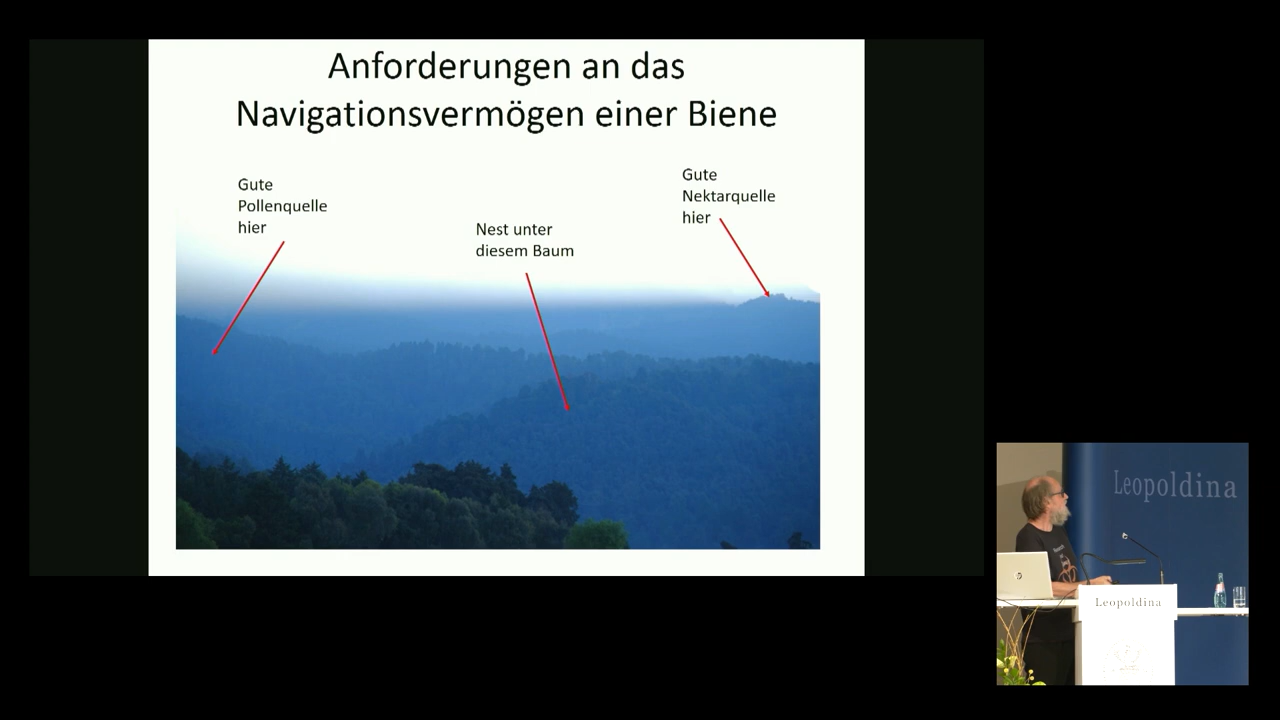 Anforderungen an das
Navigationsvermögen einer Biene
Gute
Pollenquelle
hier
Nest unter
diesem Baum
Gute
Nektarquelle
hier
Leopoldina
Leopoldina